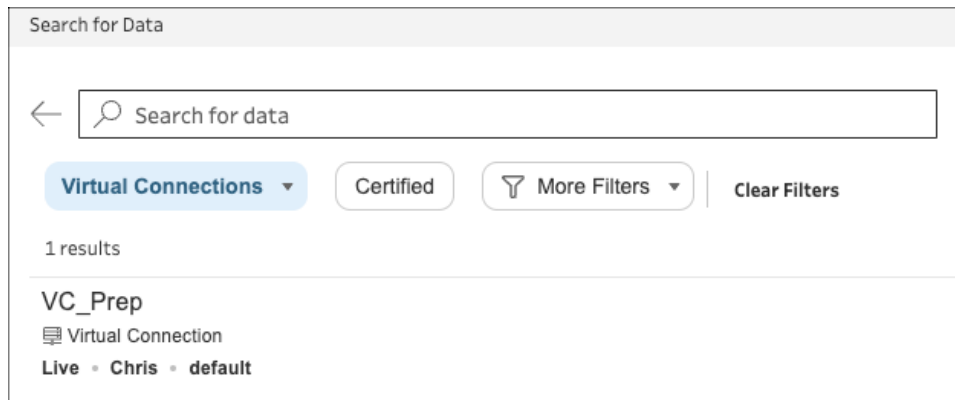 Search for Data
Search for data
Virtual Connections Certified More Filters Clear Filters
1 results
VC_Prep
Virtual Connection
Live • Chris • default